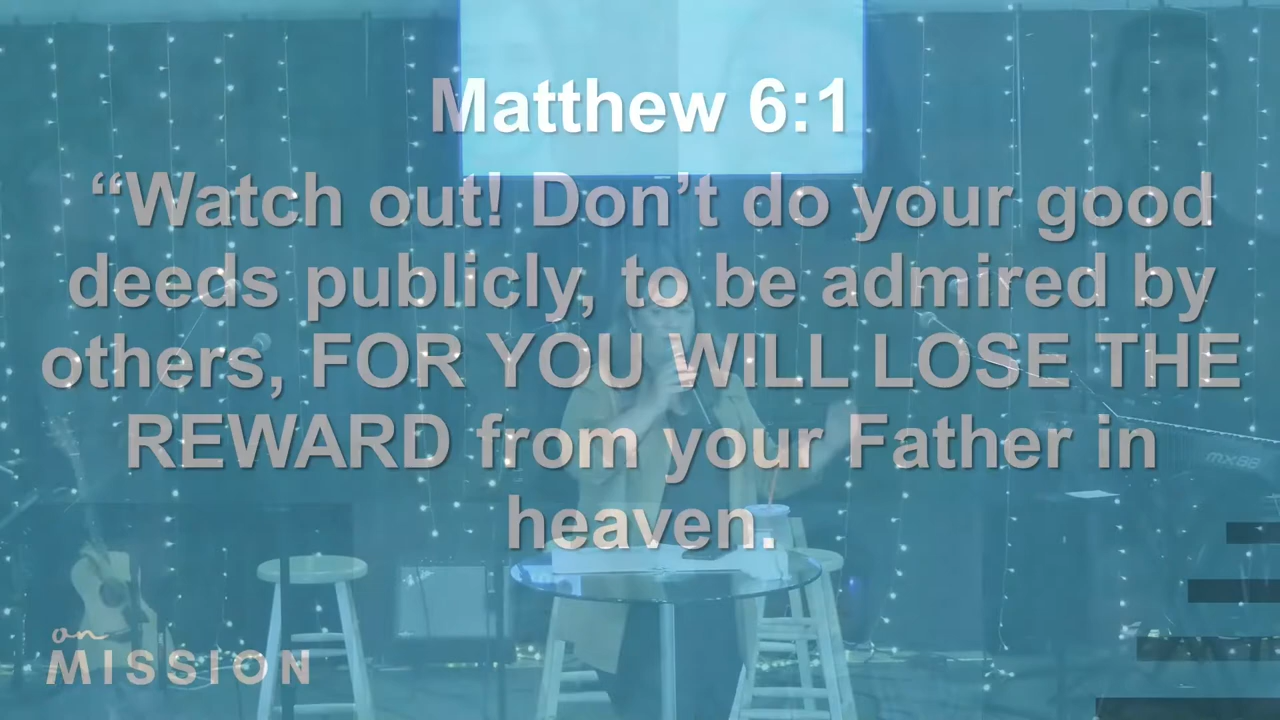 Matthew 6:1
“Watch out! Don’t do your good
deeds publicly, to be admired by
others, FOR YOU WILL LOSE THE
REWARD from your Father in
heaven.
mx88
on
MISSION